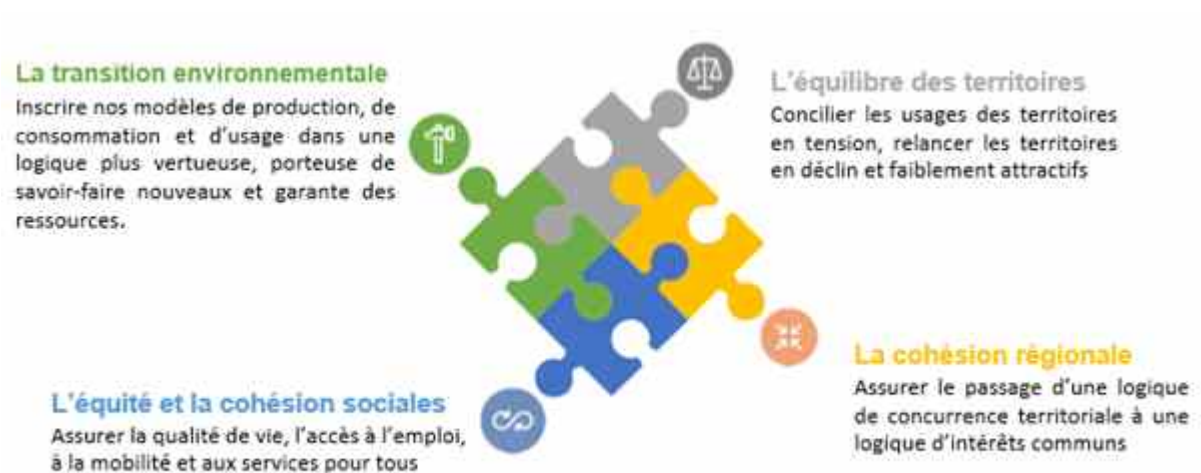 La transition environnementale
Inscrire nos modèles de production, de
consommation et d'usage dans une
logique plus vertueuse, porteuse de
savoir-faire nouveaux et garante des
ressources.
L'équilibre des territoires
Concilier les usages des territoires
en tension, relancer les territoires
en déclin et faiblement attractifs
L'équité et la cohésion sociales
Assurer la qualité de vie, l'accès à l'emploi,
à la mobilité et aux services pour tous
La cohésion régionale
Assurer le passage d'une logique
de concurrence territoriale à une
logique d'intérêts communs